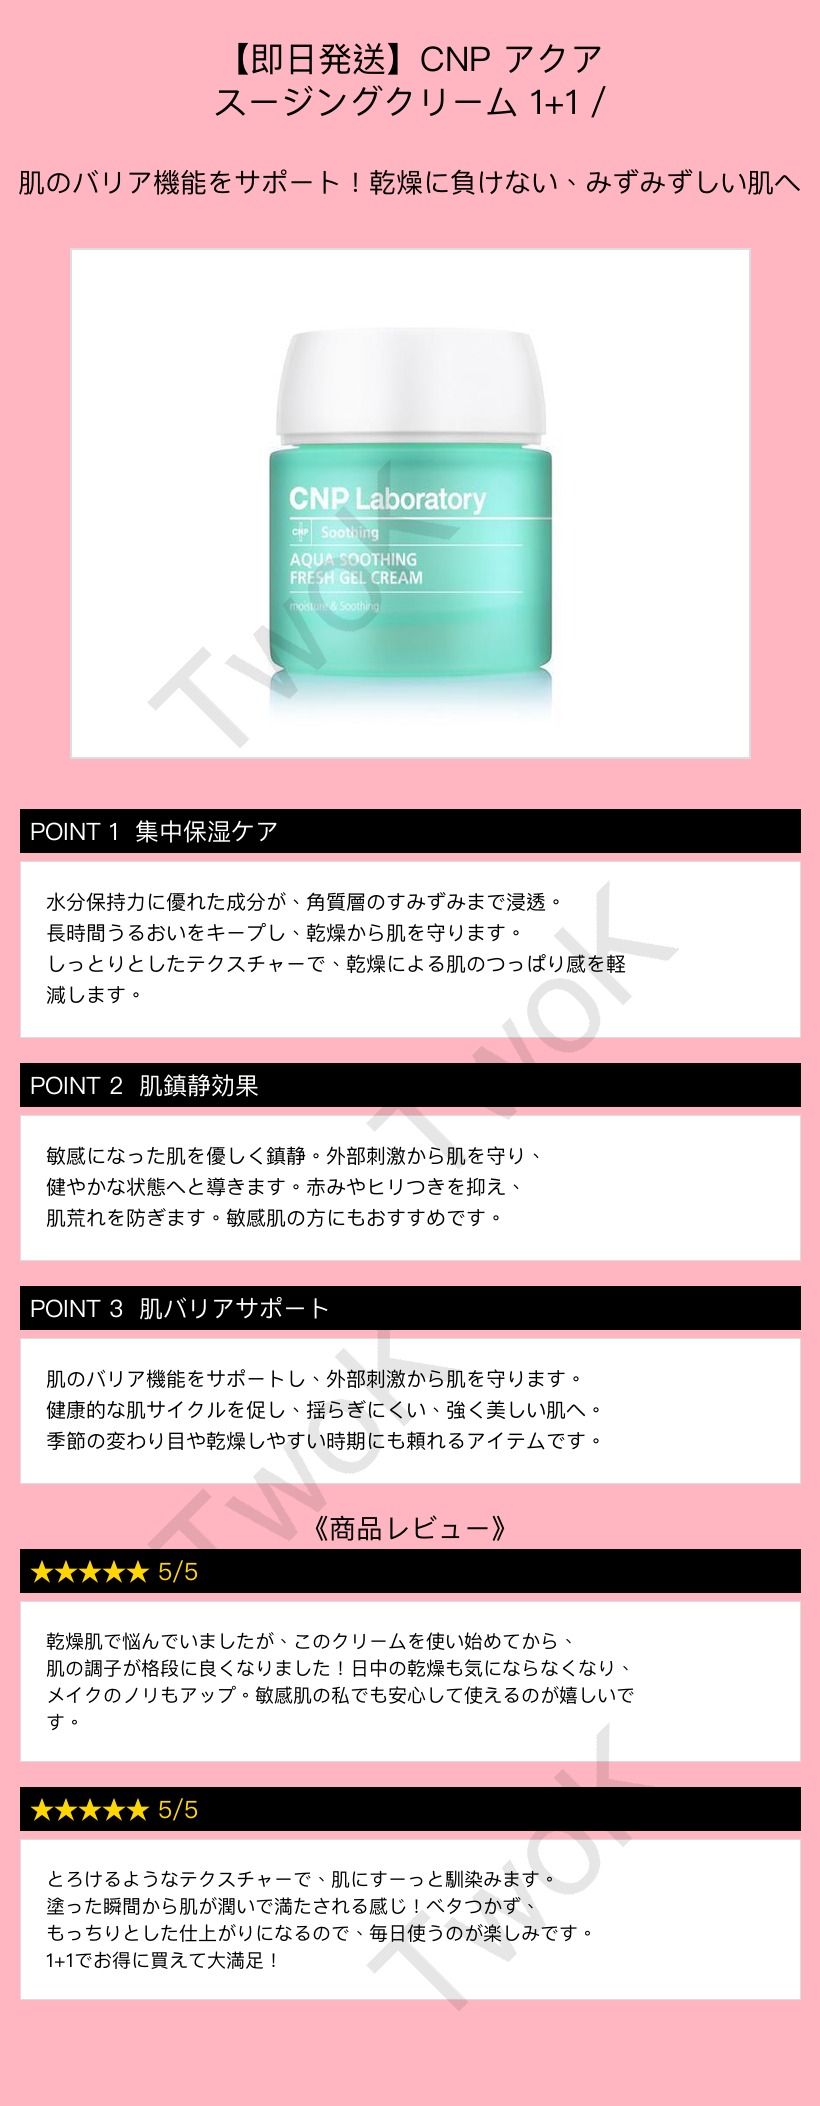 【即日発送】CNP アクア
スージングクリーム 1+1 /
肌のバリア機能をサポート！乾燥に負けない、みずみずしい肌へ
CNP Laboratory
CNP Soothing
AQUA SOOTHING
FRESH GEL CREAM
moisture & Soothing
TwoK
POINT 1 集中保湿ケア
水分保持力に優れた成分が、角質層のすみずみまで浸透。
長時間うるおいをキープし、乾燥から肌を守ります。
しっとりとしたテクスチャーで、乾燥による肌のつっぱり感を軽
減します。
TwoK
POINT 2 肌鎮静効果
敏感になった肌を優しく鎮静。外部刺激から肌を守り、
健やかな状態へと導きます。赤みやヒリつきを抑え、
肌荒れを防ぎます。敏感肌の方にもおすすめです。
POINT 3 肌バリアサポート
肌のバリア機能をサポートし、外部刺激から肌を守ります。
健康的な肌サイクルを促し、揺らぎにくい、強く美しい肌へ。
季節の変わり目や乾燥しやすい時期にも頼れるアイテムです。
TwoK
《商品レビュー》
★★★★★ 5/5
乾燥肌で悩んでいましたが、このクリームを使い始めてから、
肌の調子が格段に良くなりました！日中の乾燥も気にならなくなり、
メイクのノリもアップ。敏感肌の私でも安心して使えるのが嬉しいで
す。
★★★★★ 5/5
とろけるようなテクスチャーで、肌にすーっと馴染みます。
塗った瞬間から肌が潤いで満たされる感じ！ベタつかず、
もっちりとした仕上がりになるので、毎日使うのが楽しみです。
1+1でお得に買えて大満足！
TwoK